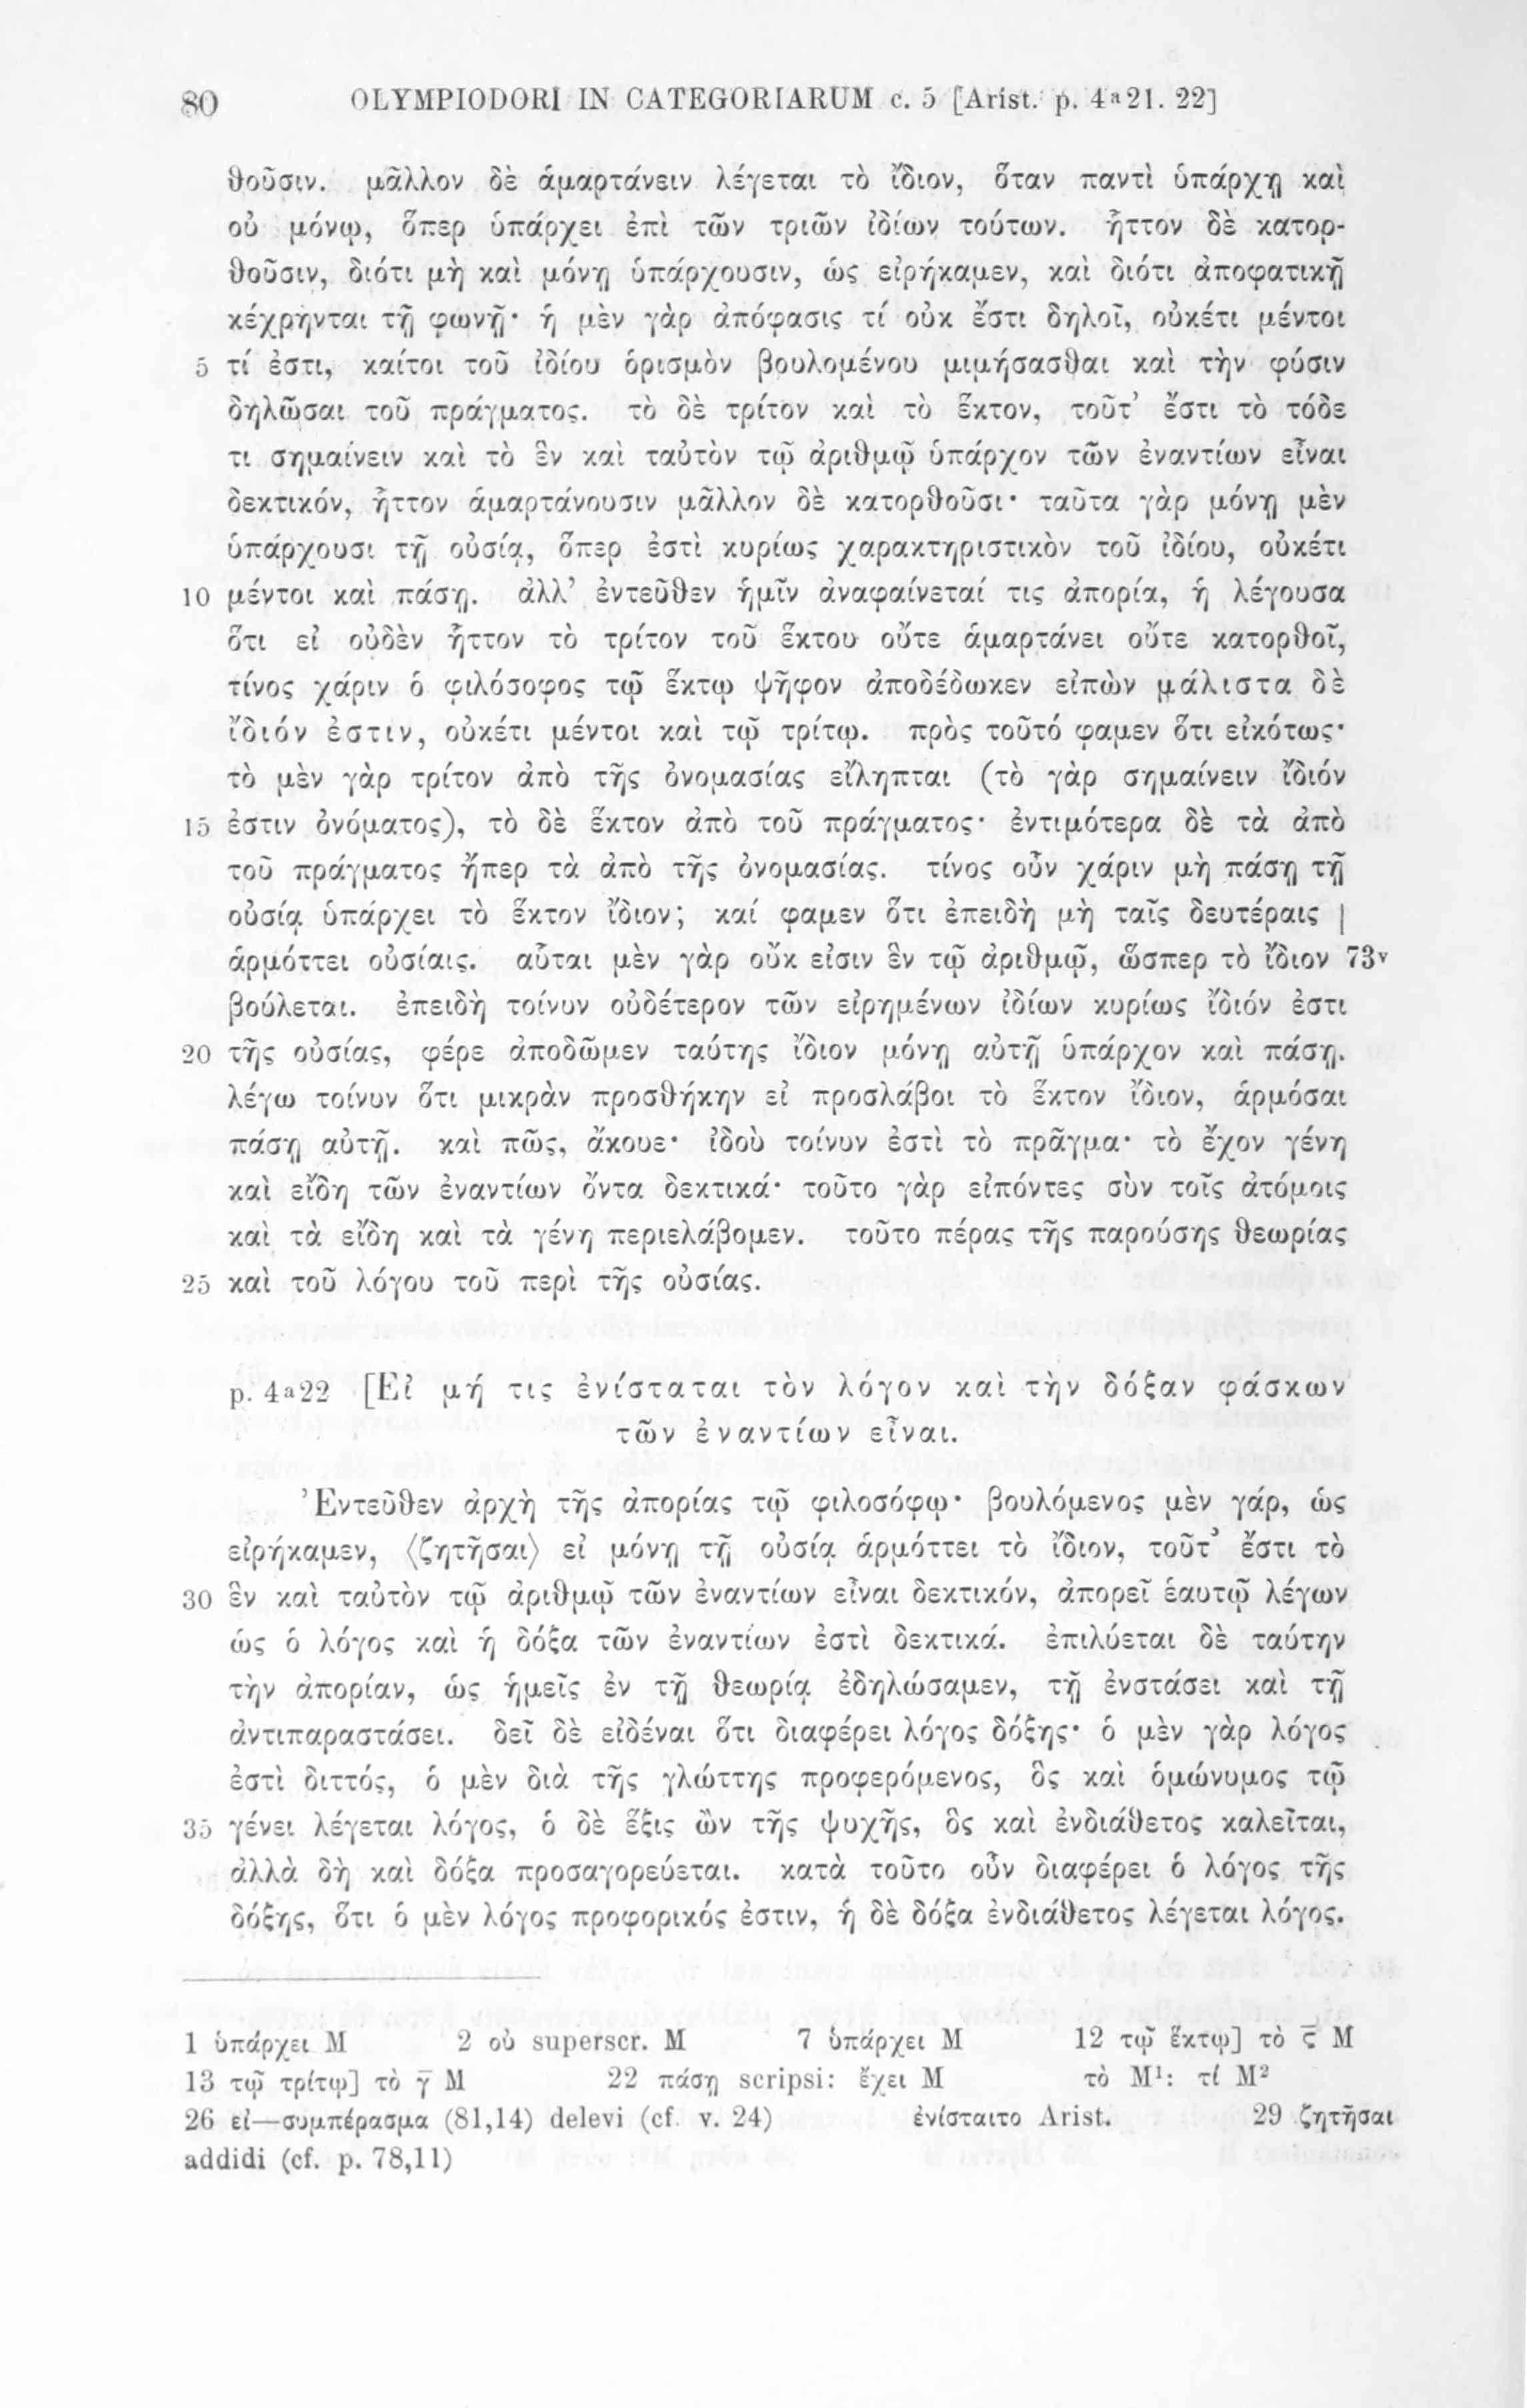 80 OLYMPIODORI IN CATEGORIARUM c. 5 [Arist. p. 4ª21. 22]
θοῦσιν. μᾶλλον δὲ ἁμαρτάνειν λέγεται τὸ ἴδιον, ὅταν παντὶ ὑπάρχῃ καὶ
οὐ μόνῳ, ὅπερ ὑπάρχει ἐπὶ τῶν τριῶν ἰδίων τούτων. ἧττον δὲ κατορ-
θοῦσιν, διότι μὴ καὶ μόνῃ ὑπάρχουσιν, ὡς εἰρήκαμεν, καὶ διότι ἀποφατικῇ
κέχρηνται τῇ φωνῇ· ἡ μὲν γὰρ ἀπόφασις τί οὐκ ἔστι δηλοῖ, οὐκέτι μέντοι
5 τί ἐστι, καίτοι τοῦ ἰδίου ὁρισμὸν βουλομένου μιμήσασθαι καὶ τὴν φύσιν
δηλῶσαι τοῦ πράγματος. τὸ δὲ τρίτον καὶ τὸ ἕκτον, τοῦτ' ἔστι τὸ τόδε
τι σημαίνειν καὶ τὸ ἓν καὶ ταὐτὸν τῷ ἀριθμῷ ὑπάρχον τῶν ἐναντίων εἶναι
δεκτικόν, ἧττον ἁμαρτάνουσιν μᾶλλον δὲ κατορθοῦσι· ταῦτα γὰρ μόνῃ μὲν
ὑπάρχουσι τῇ οὐσίᾳ, ὅπερ ἐστὶ κυρίως χαρακτηριστικὸν τοῦ ἰδίου, οὐκέτι
10 μέντοι καὶ πάσῃ. ἀλλ' ἐντεῦθεν ἡμῖν ἀναφαίνεταί τις ἀπορία, ἡ λέγουσα
ὅτι εἰ οὐδὲν ἧττον τὸ τρίτον τοῦ ἕκτου οὔτε ἁμαρτάνει οὔτε κατορθοῖ,
τίνος χάριν ὁ φιλόσοφος τῷ ἕκτῳ ψῆφον ἀποδέδωκεν εἰπὼν μάλιστα δὲ
ἴδιόν ἐστιν, οὐκέτι μέντοι καὶ τῷ τρίτῳ. πρὸς τοῦτό φαμεν ὅτι εἰκότως·
τὸ μὲν γὰρ τρίτον ἀπὸ τῆς ὀνομασίας εἴληπται (τὸ γὰρ σημαίνειν ἴδιόν
15 ἐστιν ὀνόματος), τὸ δὲ ἕκτον ἀπὸ τοῦ πράγματος· ἐντιμότερα δὲ τὰ ἀπὸ
τοῦ πράγματος ἤπερ τὰ ἀπὸ τῆς ὀνομασίας. τίνος οὖν χάριν μὴ πάσῃ τῇ
οὐσίᾳ ὑπάρχει τὸ ἕκτον ἴδιον; καί φαμεν ὅτι ἐπειδὴ μὴ ταῖς δευτέραις |
ἁρμόττει οὐσίαις. αὗται μὲν γὰρ οὔκ εἰσιν ἓν τῷ ἀριθμῷ, ὥσπερ τὸ ἴδιον 73v
βούλεται. ἐπειδὴ τοίνυν οὐδέτερον τῶν εἰρημένων ἰδίων κυρίως ἴδιόν ἐστι
20 τῆς οὐσίας, φέρε ἀποδῶμεν ταύτης ἴδιον μόνῃ αὐτῇ ὑπάρχον καὶ πάσῃ.
λέγω τοίνυν ὅτι μικρὰν προσθήκην εἰ προσλάβοι τὸ ἕκτον ἴδιον, ἁρμόσαι
πάσῃ αὐτῇ. καὶ πῶς, ἄκουε· ἰδοὺ τοίνυν ἐστὶ τὸ πρᾶγμα· τὸ ἔχον γένη
καὶ εἴδη τῶν ἐναντίων ὄντα δεκτικά· τοῦτο γὰρ εἰπόντες σὺν τοῖς ἀτόμοις
καὶ τὰ εἴδη καὶ τὰ γένη περιελάβομεν. τοῦτο πέρας τῆς παρούσης θεωρίας
25 καὶ τοῦ λόγου τοῦ περὶ τῆς οὐσίας.
p. 4ª22 [Εἰ μή τις ἐνίσταται τὸν λόγον καὶ τὴν δόξαν φάσκων
τῶν ἐναντίων εἶναι.
Ἐντεῦθεν ἀρχὴ τῆς ἀπορίας τῷ φιλοσόφῳ· βουλόμενος μὲν γάρ, ὡς
εἰρήκαμεν, ⟨ζητῆσαι⟩ εἰ μόνῃ τῇ οὐσίᾳ ἁρμόττει τὸ ἴδιον, τοῦτ' ἔστι τὸ
30 ἓν καὶ ταὐτὸν τῷ ἀριθμῷ τῶν ἐναντίων εἶναι δεκτικόν, ἀπορεῖ ἑαυτῷ λέγων
ὡς ὁ λόγος καὶ ἡ δόξα τῶν ἐναντίων ἐστὶ δεκτικά. ἐπιλύεται δὲ ταύτην
τὴν ἀπορίαν, ὡς ἡμεῖς ἐν τῇ θεωρίᾳ ἐδηλώσαμεν, τῇ ἐνστάσει καὶ τῇ
ἀντιπαραστάσει. δεῖ δὲ εἰδέναι ὅτι διαφέρει λόγος δόξης· ὁ μὲν γὰρ λόγος
ἐστὶ διττός, ὁ μὲν διὰ τῆς γλώττης προφερόμενος, ὃς καὶ ὁμώνυμος τῷ
35 γένει λέγεται λόγος, ὁ δὲ ἕξις ὢν τῆς ψυχῆς, ὃς καὶ ἐνδιάθετος καλεῖται,
ἀλλὰ δὴ καὶ δόξα προσαγορεύεται. κατὰ τοῦτο οὖν διαφέρει ὁ λόγος τῆς
δόξης, ὅτι ὁ μὲν λόγος προφορικός ἐστιν, ἡ δὲ δόξα ἐνδιάθετος λέγεται λόγος.
1 ὑπάρχει M 2 οὐ superscr. M 7 ὑπάρχει M 12 τῷ ἕκτῳ] τὸ ϛ̅ M
13 τῷ τρίτῳ] τὸ γ̅ M 22 πάσῃ scripsi: ἔχει M τὸ M¹: τί M²
26 εἰ—συμπέρασμα (81,14) delevi (cf. v. 24) ἐνίσταιτο Arist. 29 ζητῆσαι
addidi (cf. p. 78,11)